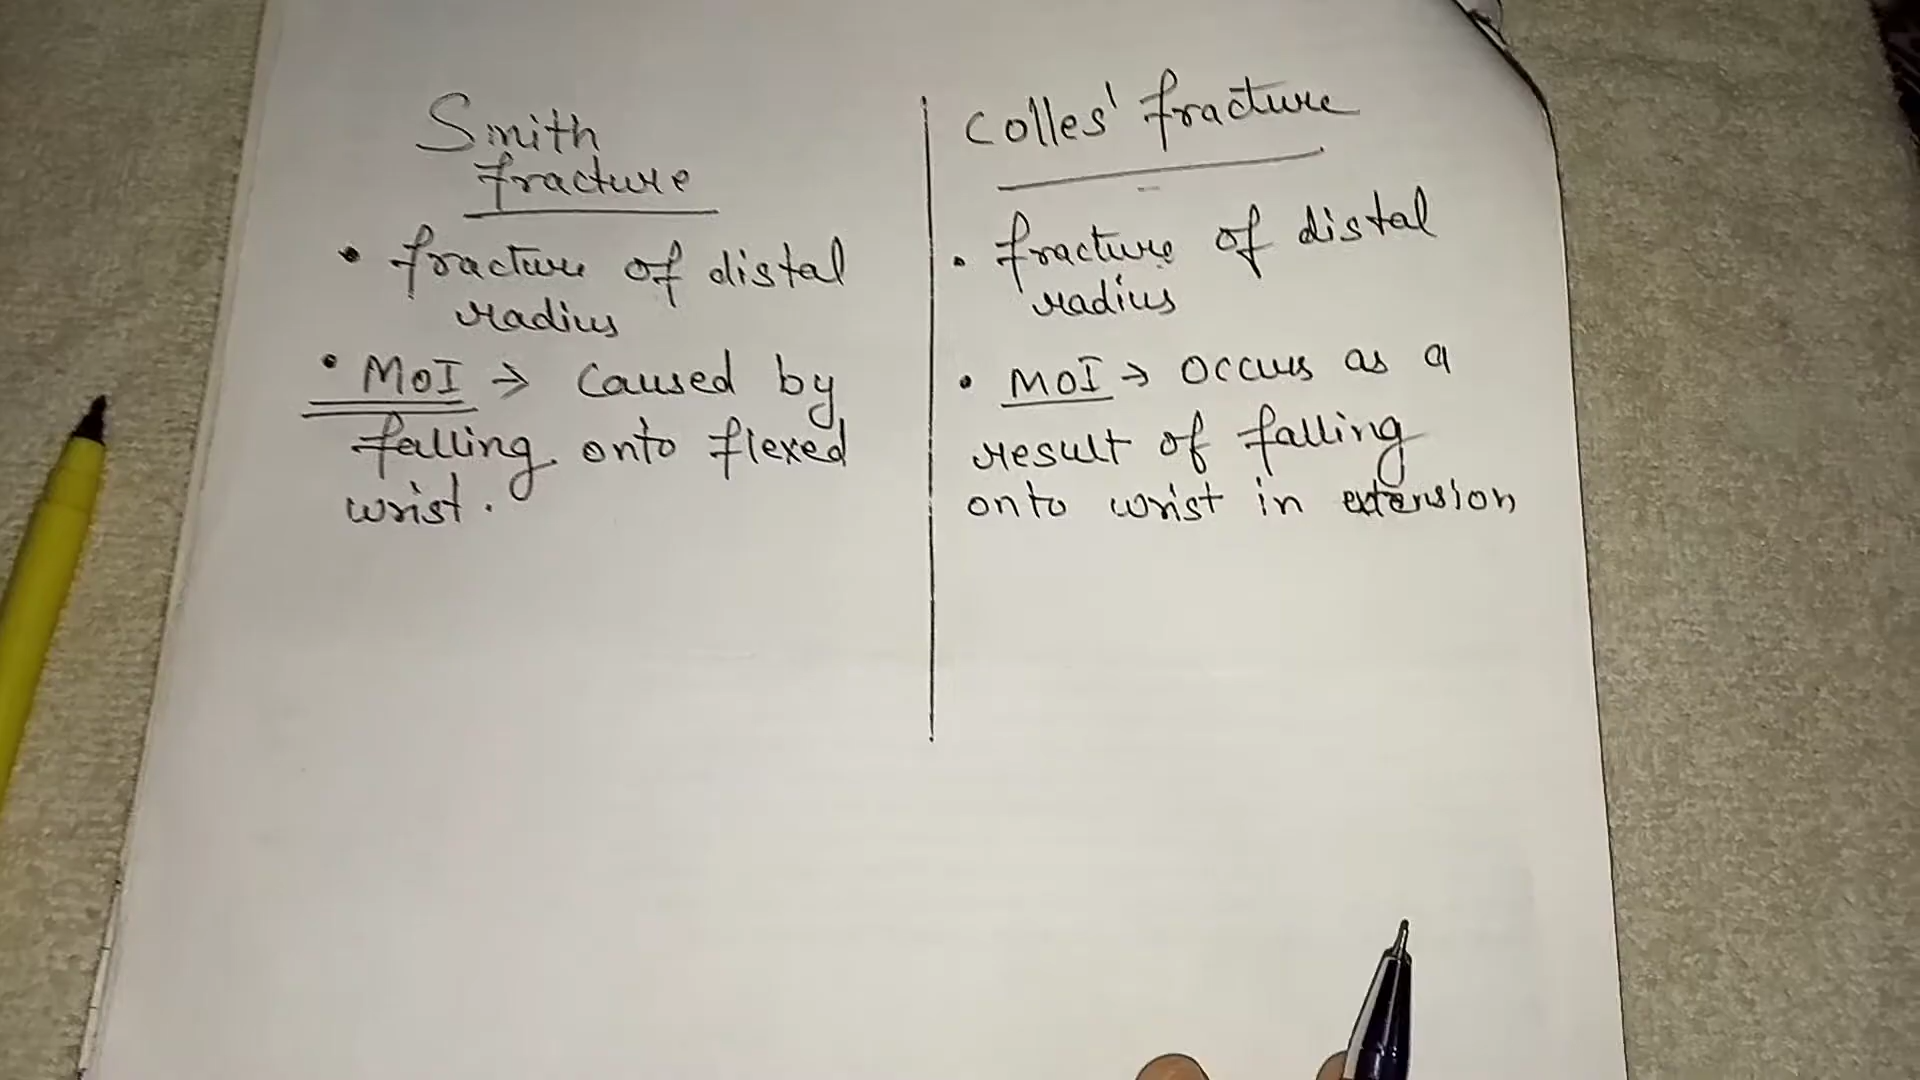 Smith
fracture
• fracture of distal
radius
• MOI → Caused by
falling onto flexed
wrist.
Colles' fracture
• fracture of distal
radius
• MOI → Occurs as a
result of falling
onto wrist in extension